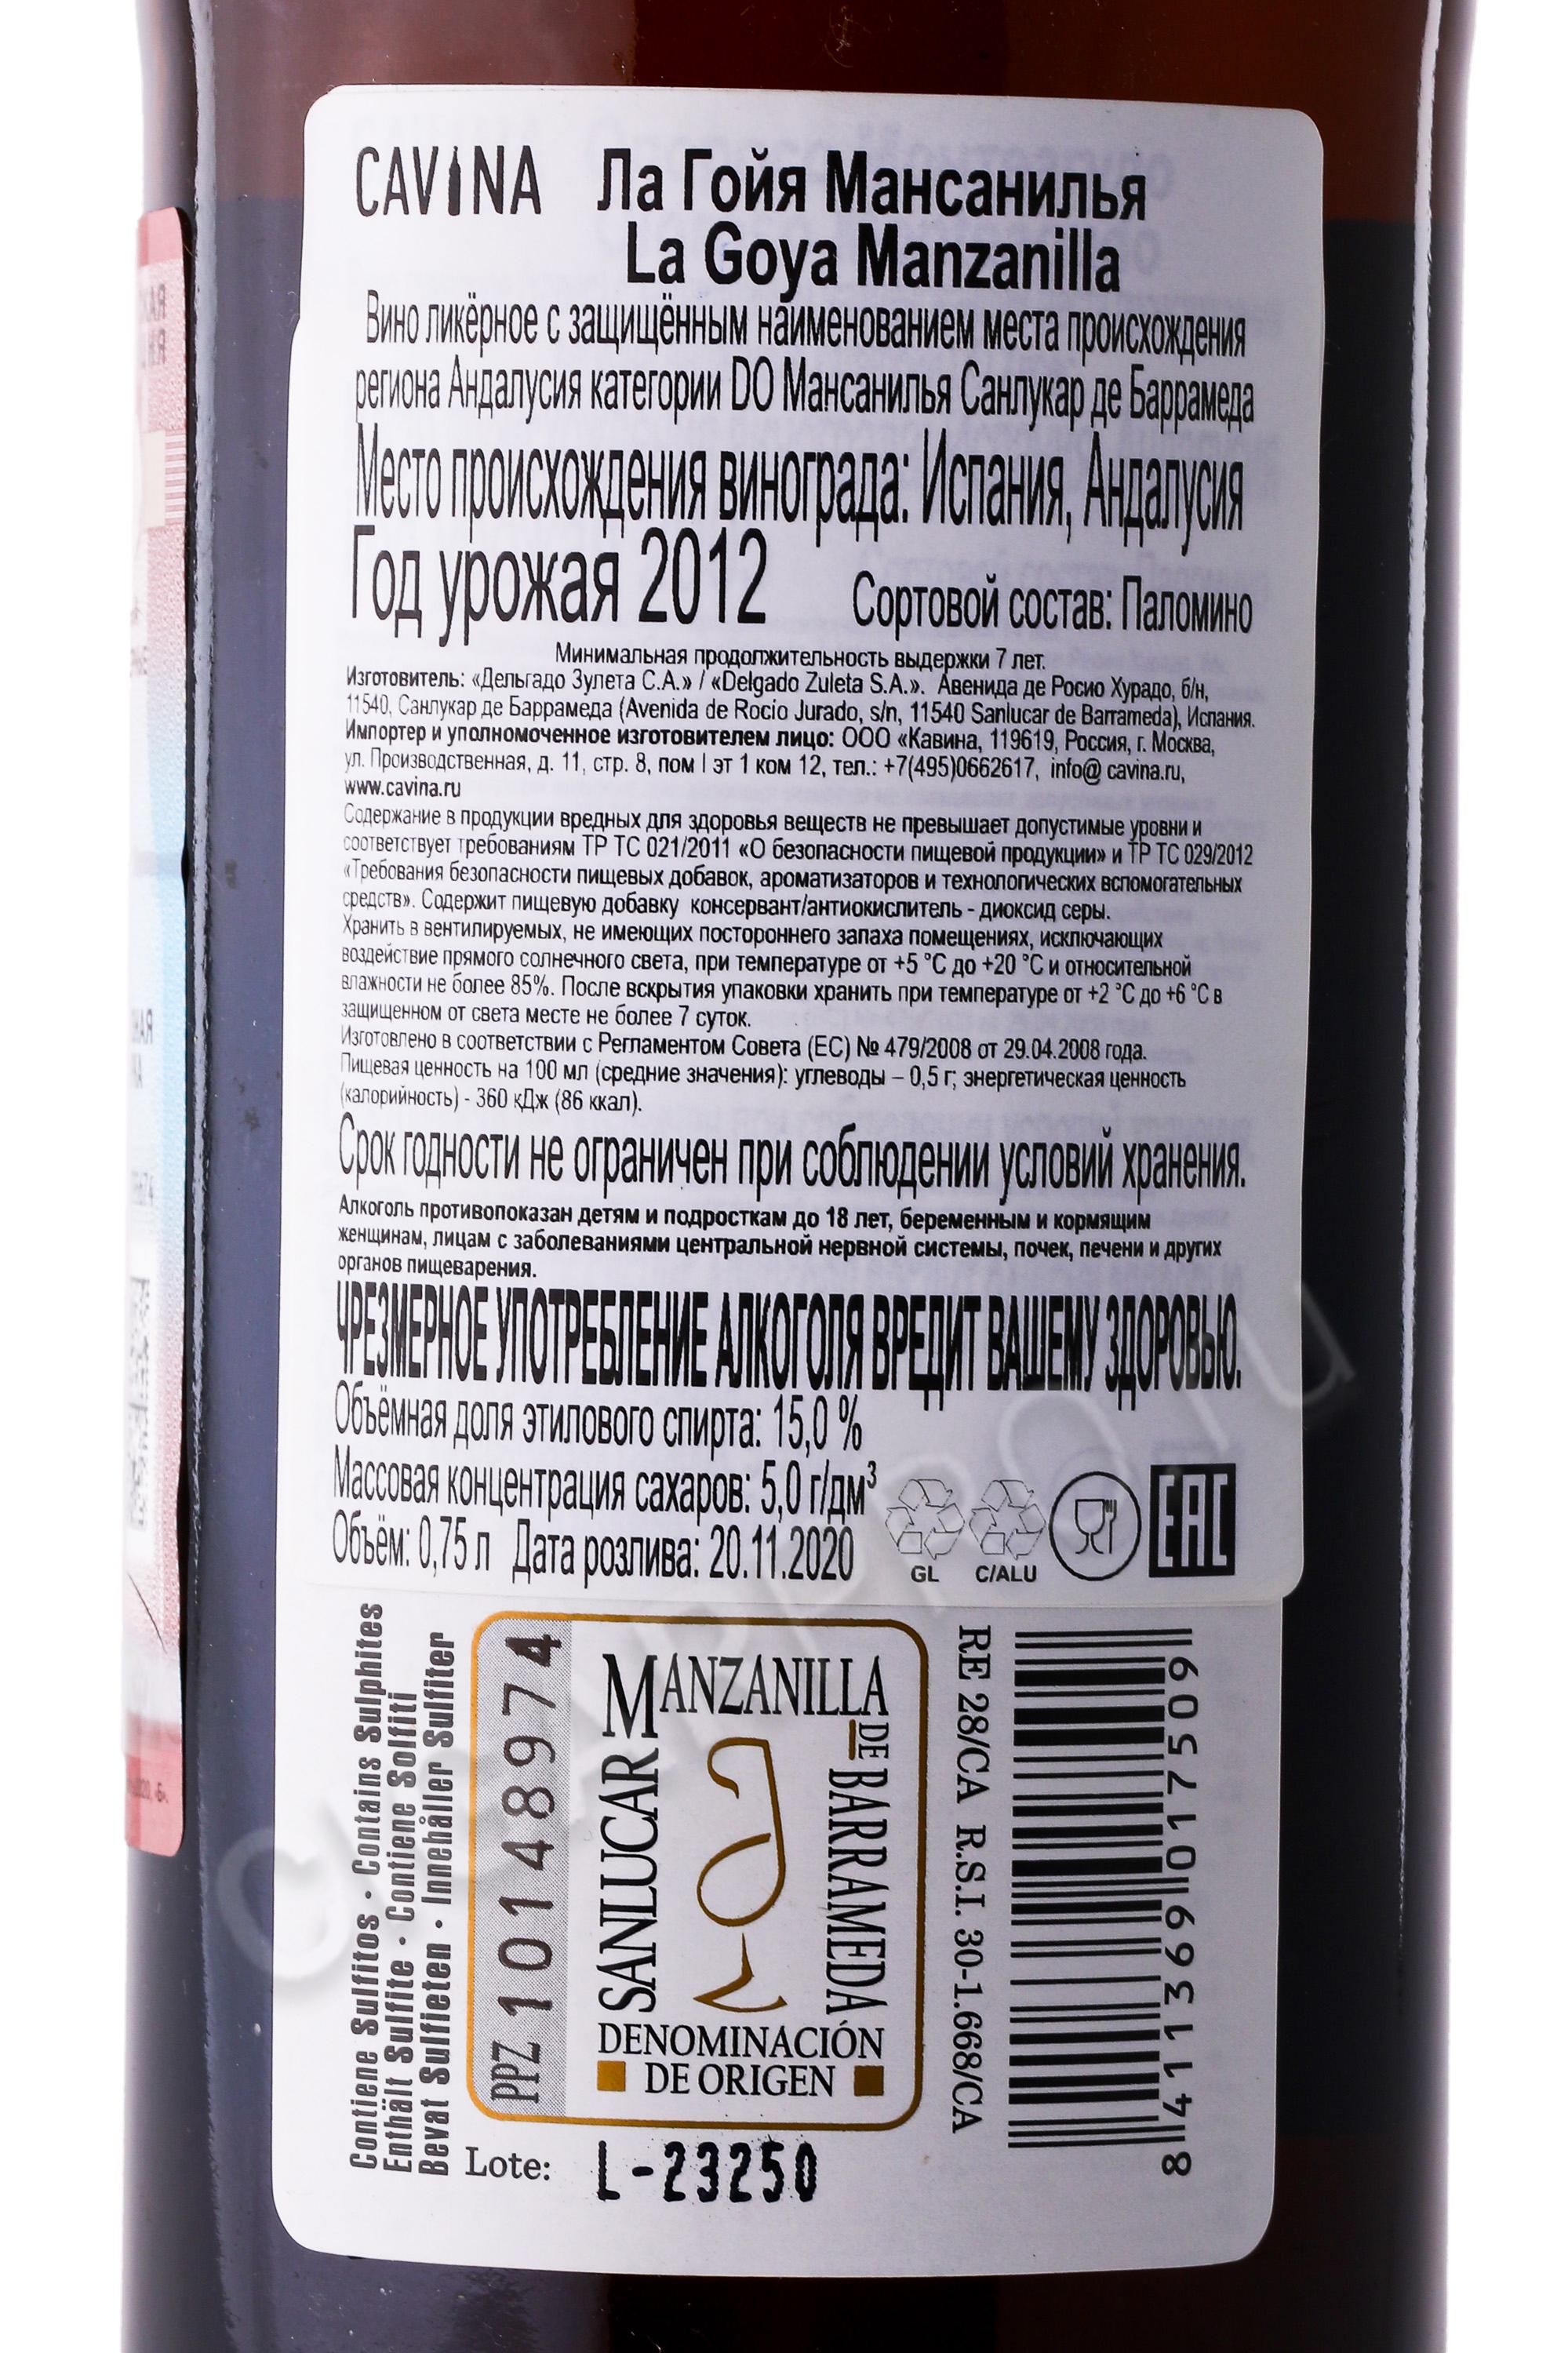 CAVINA Ла Гойя Мансанилья
La Goya Manzanilla
Вино ликёрное с защищённым наименованием места происхождения
региона Андалусия категории DO Мансанилья Санлукар де Баррамеда
Место происхождения винограда: Испания, Андалусия
Год урожая 2012 Сортовой состав: Паломино
Минимальная продолжительность выдержки 7 лет.
Изготовитель: «Дельгадо Зулета С.А.» / «Delgado Zuleta S.A.». Авенида де Росио Хурадо, б/н,
11540, Санлукар де Баррамеда (Avenida de Rocio Jurado, s/n, 11540 Sanlucar de Barrameda), Испания.
Импортер и уполномоченное изготовителем лицо: ООО «Кавина, 119619, Россия, г. Москва,
ул. Производственная, д. 11, стр. 8, пом I эт 1 ком 12, тел.: +7(495)0662617, info@ cavina.ru,
www.cavina.ru
Содержание в продукции вредных для здоровья веществ не превышает допустимые уровни и
соответствует требованиям ТР ТС 021/2011 «О безопасности пищевой продукции» и ТР ТС 029/2012
«Требования безопасности пищевых добавок, ароматизаторов и технологических вспомогательных
средств». Содержит пищевую добавку консервант/антиокислитель - диоксид серы.
Хранить в вентилируемых, не имеющих постороннего запаха помещениях, исключающих
воздействие прямого солнечного света, при температуре от +5 °С до +20 °С и относительной
влажности не более 85%. После вскрытия упаковки хранить при температуре от +2 °С до +6 °С в
защищенном от света месте не более 7 суток.
Изготовлено в соответствии с Регламентом Совета (ЕС) № 479/2008 от 29.04.2008 года.
Пищевая ценность на 100 мл (средние значения): углеводы – 0,5 г; энергетическая ценность
(калорийность) - 360 кДж (86 ккал).
Срок годности не ограничен при соблюдении условий хранения.
Алкоголь противопоказан детям и подросткам до 18 лет, беременным и кормящим
женщинам, лицам с заболеваниями центральной нервной системы, почек, печени и других
органов пищеварения.
ЧРЕЗМЕРНОЕ УПОТРЕБЛЕНИЕ АЛКОГОЛЯ ВРЕДИТ ВАШЕМУ ЗДОРОВЬЮ.
Объёмная доля этилового спирта: 15,0 %
Массовая концентрация сахаров: 5,0 г/дм³
Объём: 0,75 л Дата розлива: 20.11.2020
GL C/ALU EAC
Contiene Sulfitos · Contains Sulphites
Enthält Sulfite · Contiene Solfiti
Bevat Sulfieten · Innehåller Sulfiter
PPZ 10148974
MANZANILLA
SANLUCAR
DE BARRAMEDA
DENOMINACIÓN
DE ORIGEN
RE 28/CA R.S.I. 30-1.668/CA
8 411369 017509
Lote: L-23250